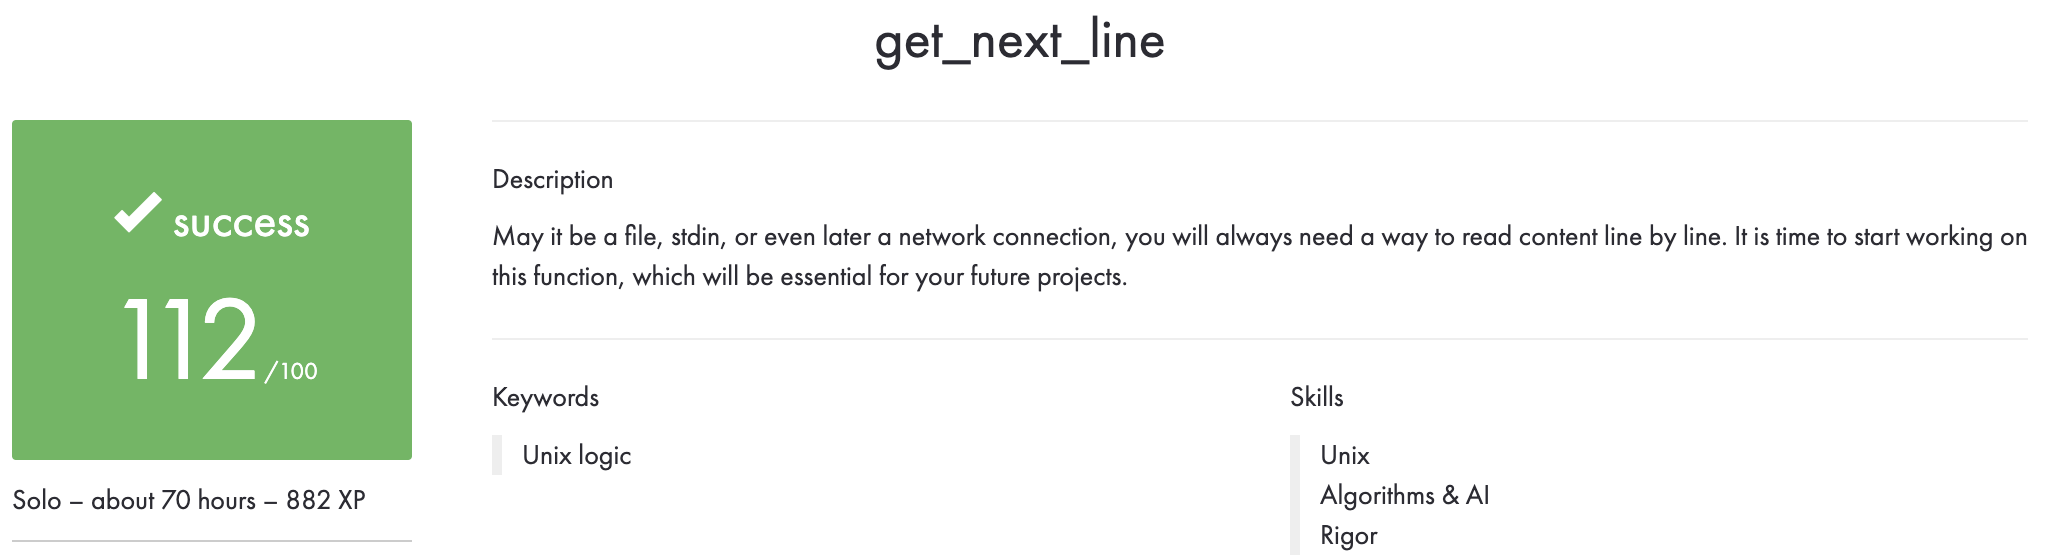 get_next_line
✔ success
112 /100
Solo – about 70 hours – 882 XP
Description
May it be a file, stdin, or even later a network connection, you will always need a way to read content line by line. It is time to start working on
this function, which will be essential for your future projects.
Keywords
Unix logic
Skills
Unix
Algorithms & AI
Rigor